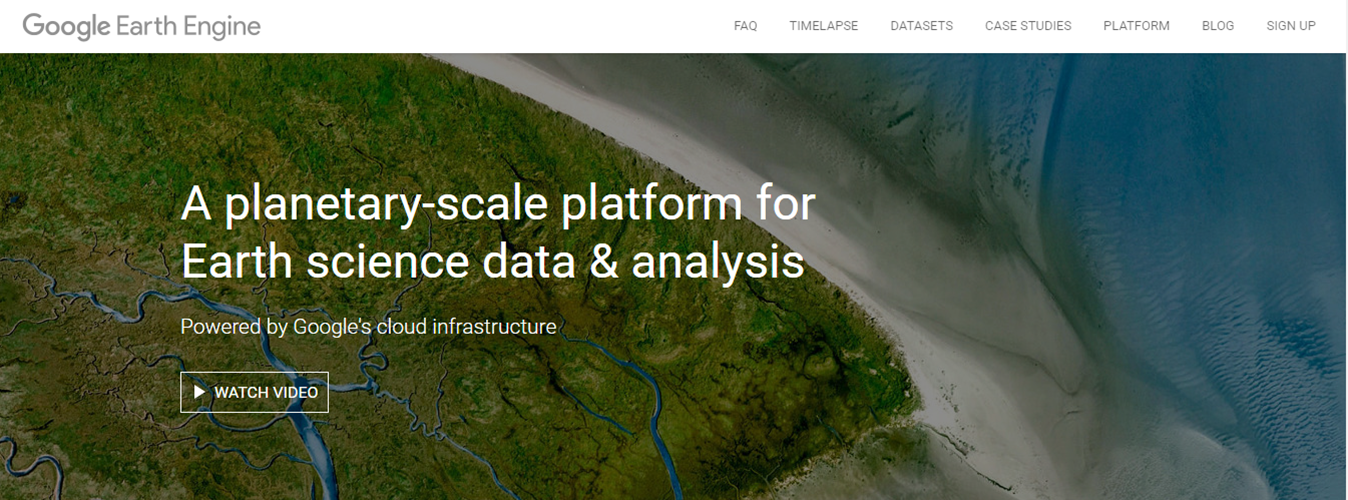 Google Earth Engine
FAQ TIMELAPSE DATASETS CASE STUDIES PLATFORM BLOG SIGN UP
A planetary-scale platform for
Earth science data & analysis
Powered by Google's cloud infrastructure
WATCH VIDEO